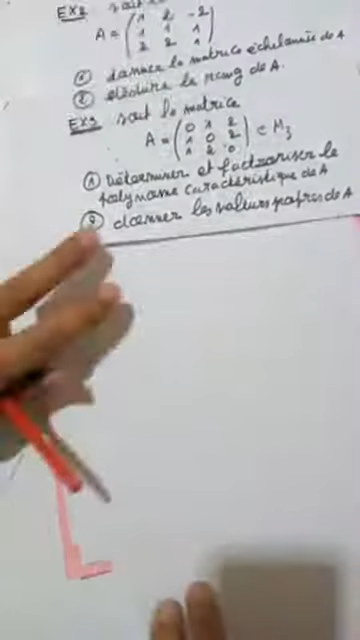 EX2 soit
A = ( 1 2 -2
1 1 1
2 2 1 )
① donner la matrice échelonnée de A
② déduire le rang de A.
EX3 soit la matrice
A = ( 0 1 2
1 0 2
1 2 0 ) ∈ M₃
① Déterminer et factoriser le
polynome caractéristique de A
② donner les valeurs propres de A